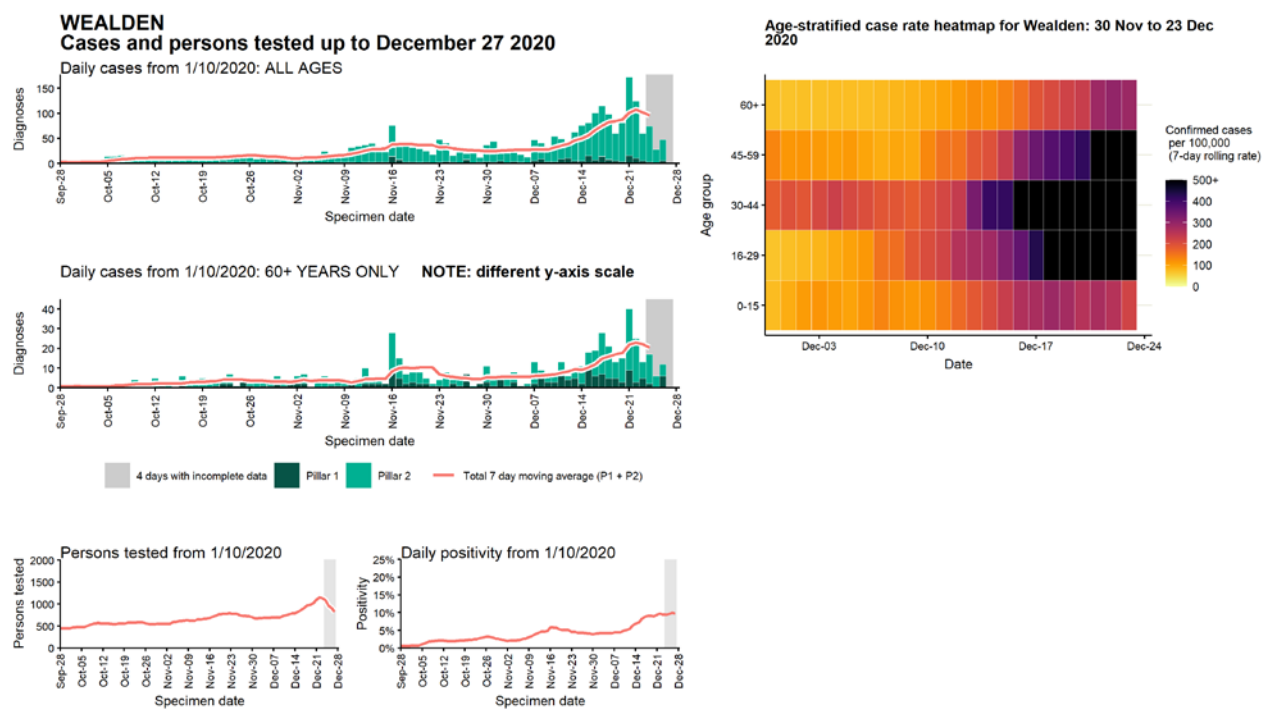 WEALDEN
Cases and persons tested up to December 27 2020
Daily cases from 1/10/2020: ALL AGES
Diagnoses
150
100
50
0
Sep-28
Oct-05
Oct-12
Oct-19
Oct-26
Nov-02
Nov-09
Nov-16
Nov-23
Nov-30
Dec-07
Dec-14
Dec-21
Dec-28
Specimen date
Daily cases from 1/10/2020: 60+ YEARS ONLY NOTE: different y-axis scale
Diagnoses
40
30
20
10
0
Sep-28
Oct-05
Oct-12
Oct-19
Oct-26
Nov-02
Nov-09
Nov-16
Nov-23
Nov-30
Dec-07
Dec-14
Dec-21
Dec-28
Specimen date
4 days with incomplete data
Pillar 1
Pillar 2
Total 7 day moving average (P1 + P2)
Persons tested from 1/10/2020
Persons tested
2000
1500
1000
500
0
Sep-28
Oct-05
Oct-12
Oct-19
Oct-26
Nov-02
Nov-09
Nov-16
Nov-23
Nov-30
Dec-07
Dec-14
Dec-21
Dec-28
Specimen date
Daily positivity from 1/10/2020
Positivity
25%
20%
15%
10%
5%
0%
Sep-28
Oct-05
Oct-12
Oct-19
Oct-26
Nov-02
Nov-09
Nov-16
Nov-23
Nov-30
Dec-07
Dec-14
Dec-21
Dec-28
Specimen date
Age-stratified case rate heatmap for Wealden: 30 Nov to 23 Dec
2020
Age group
60+
45-59
30-44
16-29
0-15
Dec-03
Dec-10
Dec-17
Dec-24
Date
Confirmed cases
per 100,000
(7-day rolling rate)
500+
400
300
200
100
0